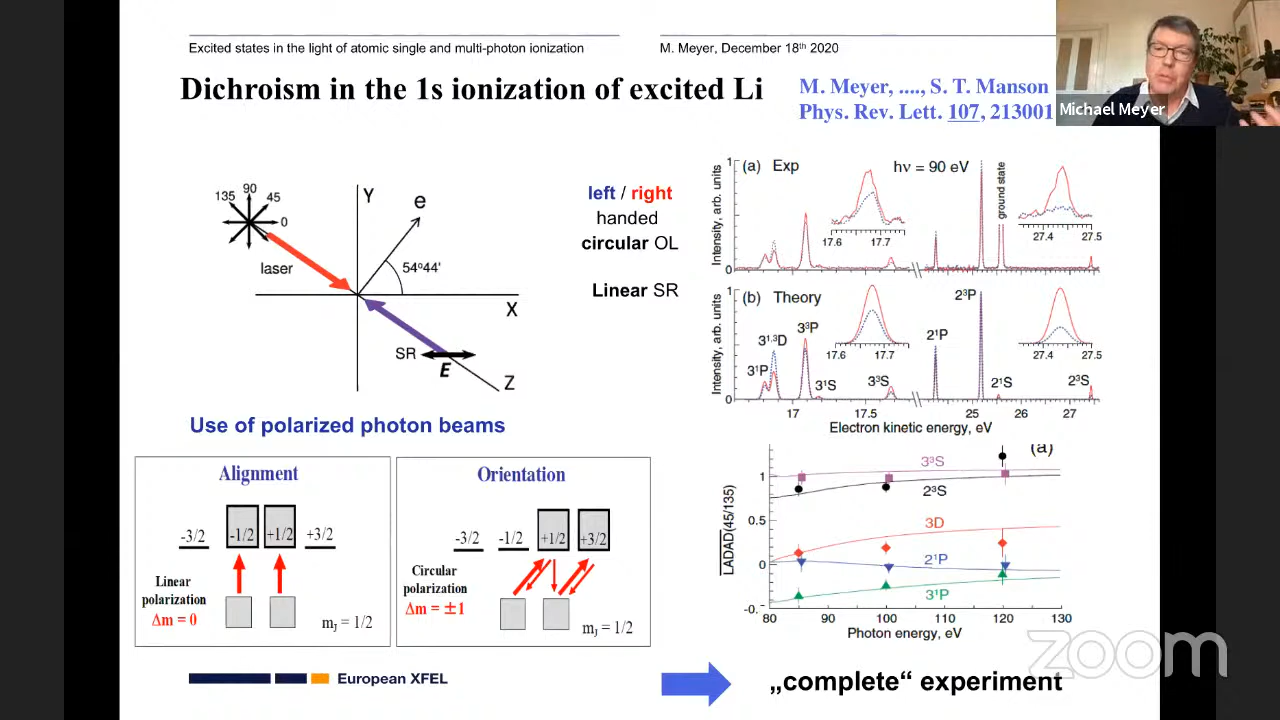 Excited states in the light of atomic single and multi-photon ionization
M. Meyer, December 18th 2020
Dichroism in the 1s ionization of excited Li
M. Meyer, ...., S. T. Manson
Phys. Rev. Lett. 107, 213001
Michael Meyer
135
90
45
0
laser
Y
e
54°44'
X
SR
E
Z
left / right
handed
circular OL
Linear SR
Use of polarized photon beams
(a) Exp
hν = 90 eV
ground state
Intensity, arb. units
1
0
17.6 17.7
27.4 27.5
(b) Theory
Intensity, arb. units
1
0
3¹P
3¹,³D
3³P
3¹S
3³S
2¹P
2³P
2¹S
2³S
17.6 17.7
27.4 27.5
17 17.5 25 26 27
Electron kinetic energy, eV
(a)
LADAD(45/135)
1
0.5
0
-0.
3³S
2³S
3D
2¹P
3¹P
80 90 100 110 120 130
Photon energy, eV
Alignment
-3/2 -1/2 +1/2 +3/2
Linear
polarization
Δm = 0
mJ = 1/2
Orientation
-3/2 -1/2 +1/2 +3/2
Circular
polarization
Δm = ±1
mJ = 1/2
European XFEL
„complete“ experiment
zoom